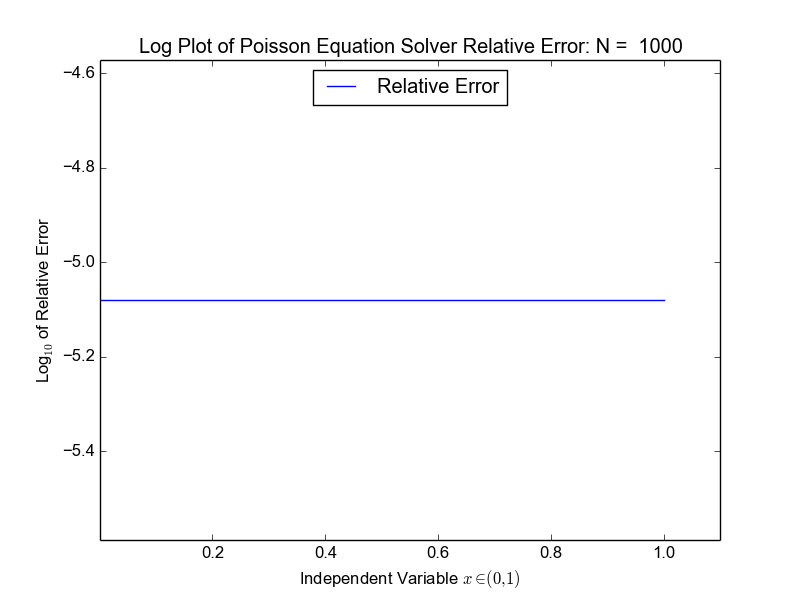 Log Plot of Poisson Equation Solver Relative Error: N =  1000
Relative Error
−4.6
−4.8
−5.0
−5.2
−5.4
Log₁₀ of Relative Error
0.2 0.4 0.6 0.8 1.0
Independent Variable x∈(0,1)